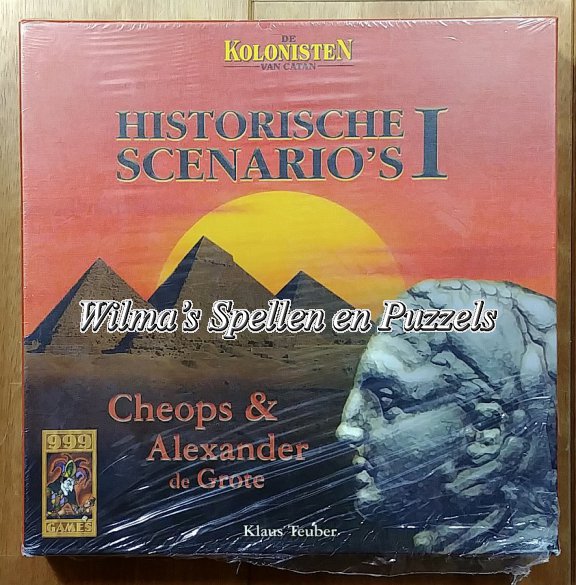 DE
KOLONISTEN
VAN CATAN
HISTORISCHE
SCENARIO'S I
Wilma's Spellen en Puzzels
Cheops &
Alexander
de Grote
999
GAMES
Klaus Teuber